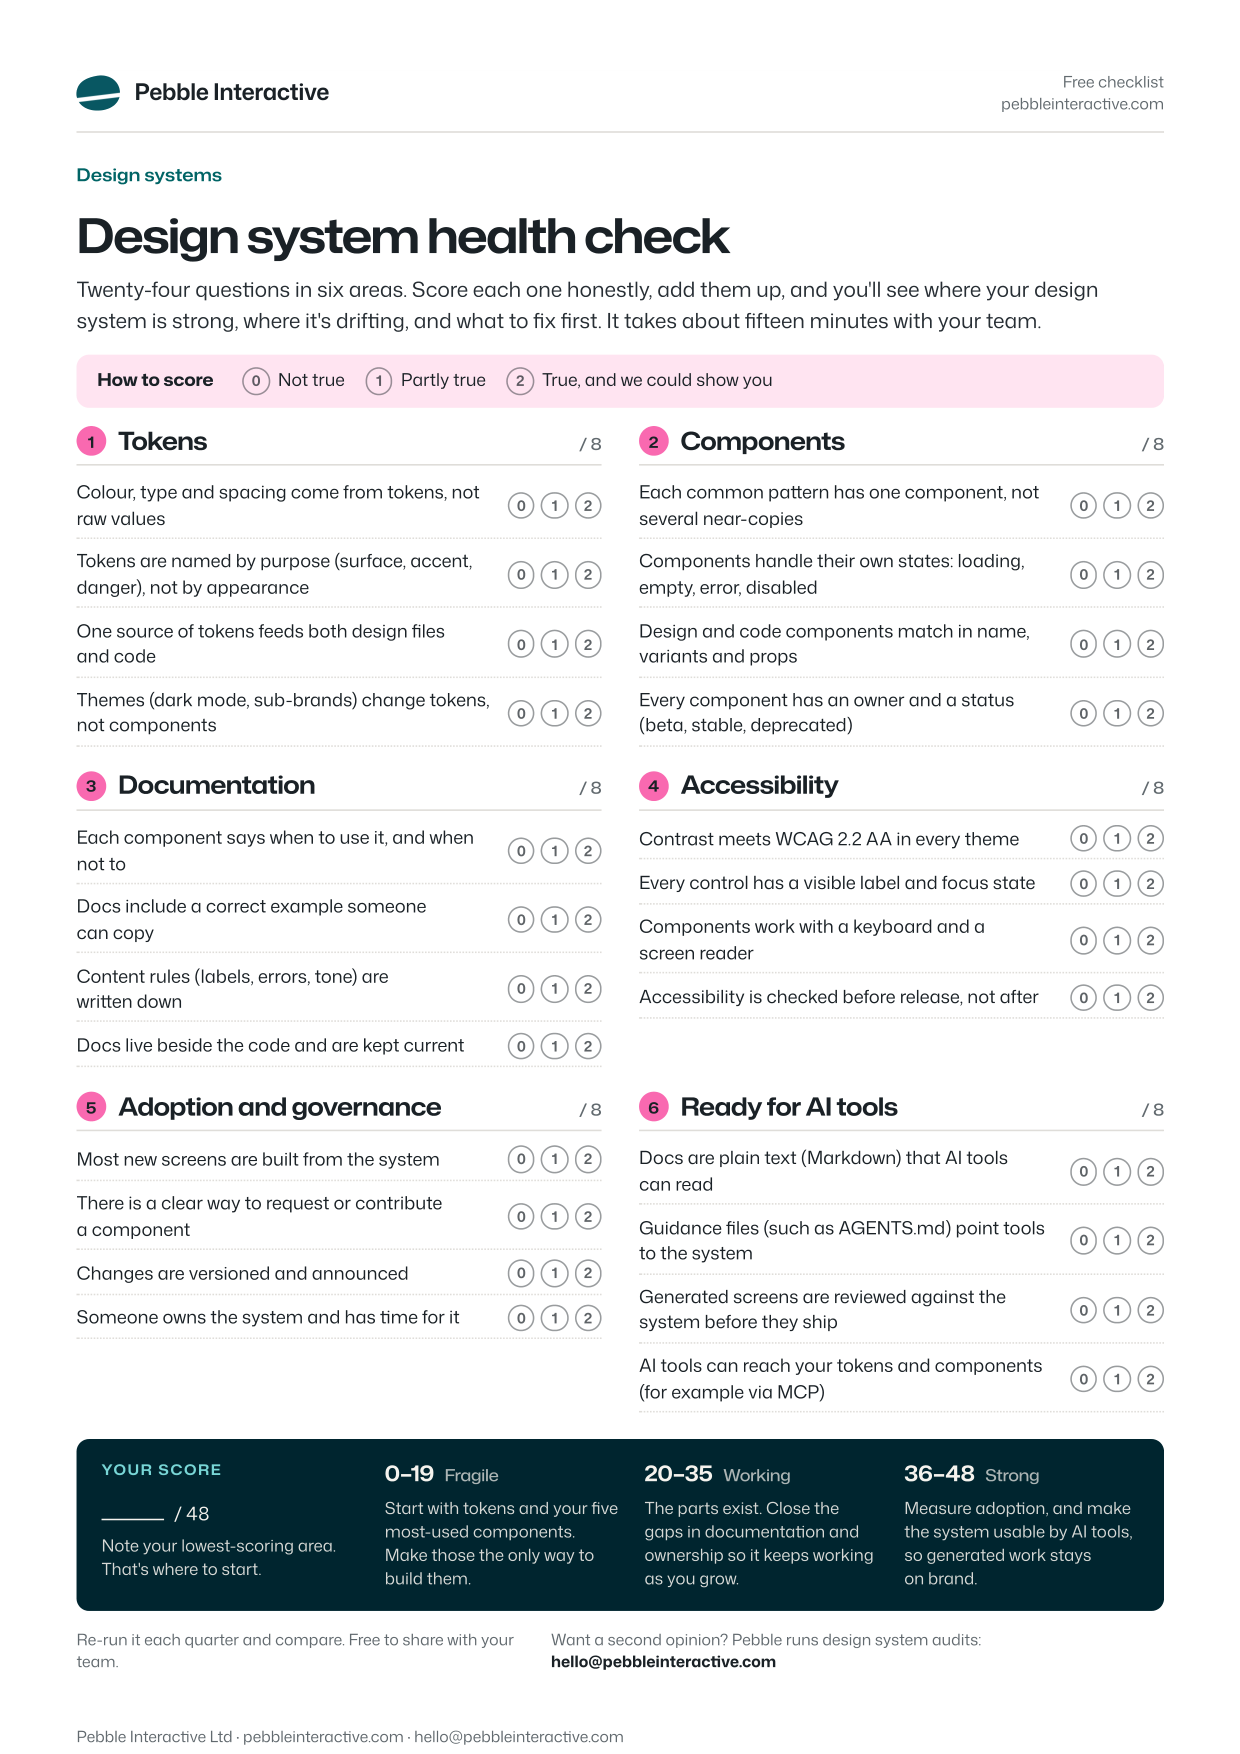 Pebble Interactive
Free checklist
pebbleinteractive.com
Design systems
Design system health check
Twenty-four questions in six areas. Score each one honestly, add them up, and you'll see where your design
system is strong, where it's drifting, and what to fix first. It takes about fifteen minutes with your team.
How to score 0 Not true 1 Partly true 2 True, and we could show you
1 Tokens / 8
Colour, type and spacing come from tokens, not
raw values
0 1 2
Tokens are named by purpose (surface, accent,
danger), not by appearance
0 1 2
One source of tokens feeds both design files
and code
0 1 2
Themes (dark mode, sub-brands) change tokens,
not components
0 1 2
2 Components / 8
Each common pattern has one component, not
several near-copies
0 1 2
Components handle their own states: loading,
empty, error, disabled
0 1 2
Design and code components match in name,
variants and props
0 1 2
Every component has an owner and a status
(beta, stable, deprecated)
0 1 2
3 Documentation / 8
Each component says when to use it, and when
not to
0 1 2
Docs include a correct example someone
can copy
0 1 2
Content rules (labels, errors, tone) are
written down
0 1 2
Docs live beside the code and are kept current 0 1 2
4 Accessibility / 8
Contrast meets WCAG 2.2 AA in every theme 0 1 2
Every control has a visible label and focus state 0 1 2
Components work with a keyboard and a
screen reader
0 1 2
Accessibility is checked before release, not after 0 1 2
5 Adoption and governance / 8
Most new screens are built from the system 0 1 2
There is a clear way to request or contribute
a component
0 1 2
Changes are versioned and announced 0 1 2
Someone owns the system and has time for it 0 1 2
6 Ready for AI tools / 8
Docs are plain text (Markdown) that AI tools
can read
0 1 2
Guidance files (such as AGENTS.md) point tools
to the system
0 1 2
Generated screens are reviewed against the
system before they ship
0 1 2
AI tools can reach your tokens and components
(for example via MCP)
0 1 2
YOUR SCORE
/ 48
Note your lowest-scoring area.
That's where to start.
0–19 Fragile
Start with tokens and your five
most-used components.
Make those the only way to
build them.
20–35 Working
The parts exist. Close the
gaps in documentation and
ownership so it keeps working
as you grow.
36–48 Strong
Measure adoption, and make
the system usable by AI tools,
so generated work stays
on brand.
Re-run it each quarter and compare. Free to share with your
team.
Want a second opinion? Pebble runs design system audits:
hello@pebbleinteractive.com
Pebble Interactive Ltd · pebbleinteractive.com · hello@pebbleinteractive.com